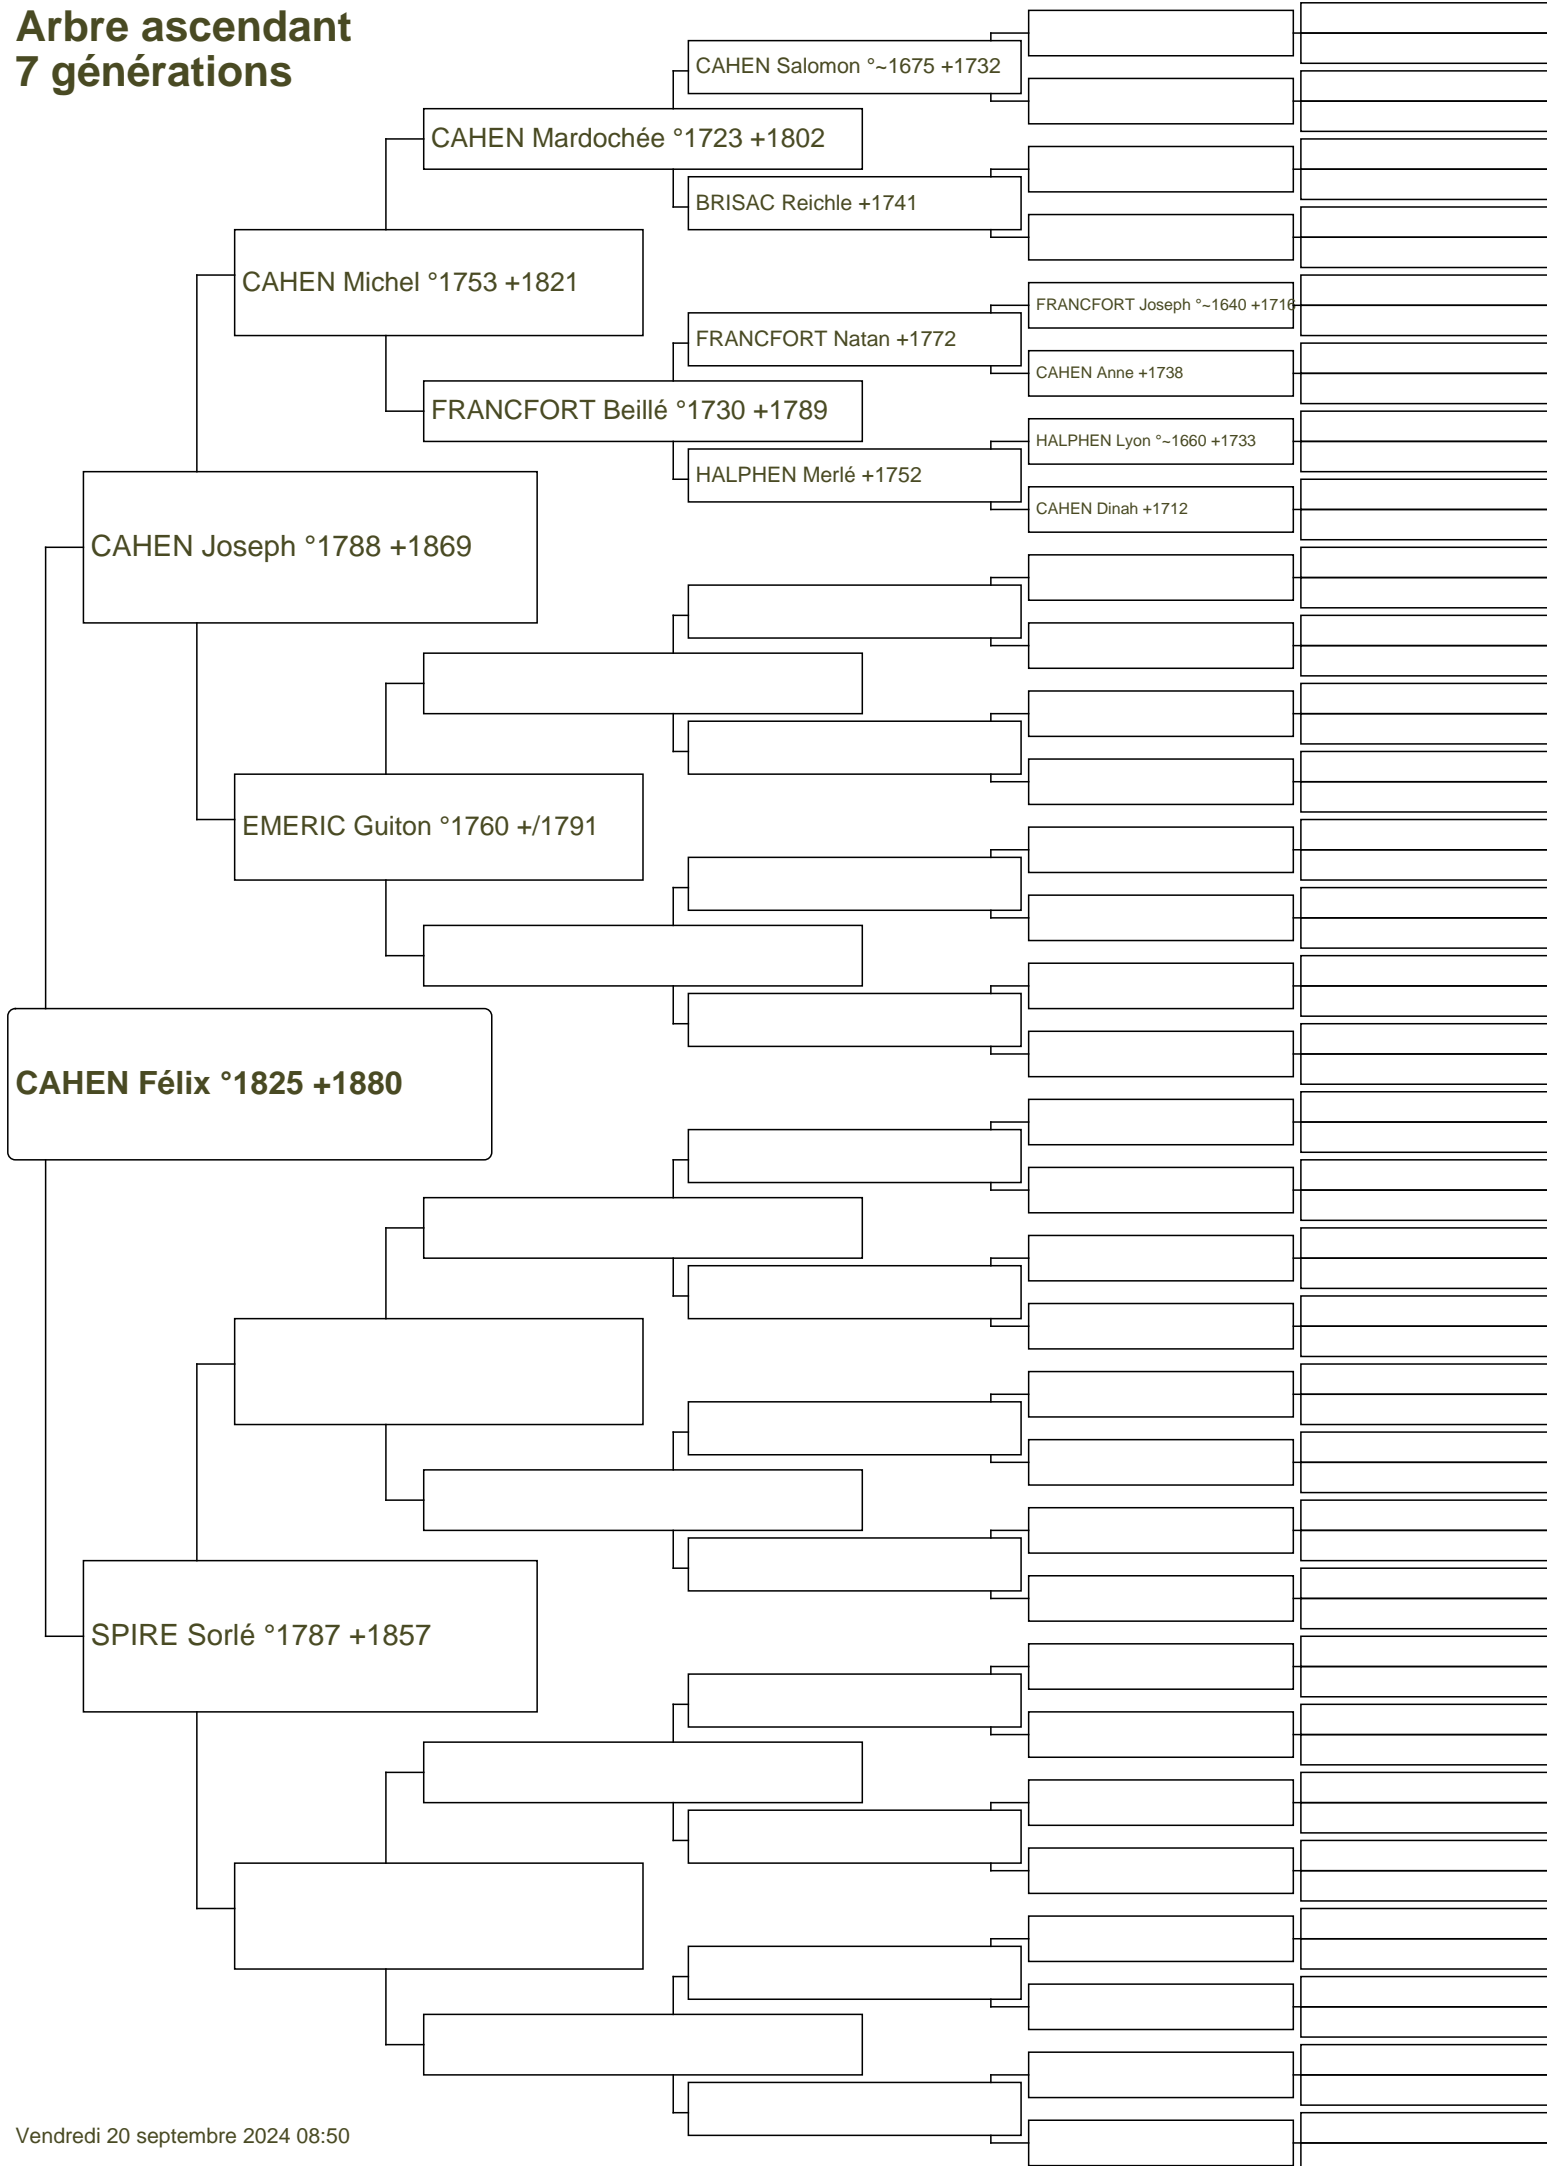 Arbre ascendant
7 générations
CAHEN Salomon °~1675 +1732
CAHEN Mardochée °1723 +1802
BRISAC Reichle +1741
CAHEN Michel °1753 +1821
FRANCFORT Joseph °~1640 +1716
FRANCFORT Natan +1772
CAHEN Anne +1738
FRANCFORT Beillé °1730 +1789
HALPHEN Lyon °~1660 +1733
HALPHEN Merlé +1752
CAHEN Dinah +1712
CAHEN Joseph °1788 +1869
EMERIC Guiton °1760 +/1791
CAHEN Félix °1825 +1880
SPIRE Sorlé °1787 +1857
Vendredi 20 septembre 2024 08:50